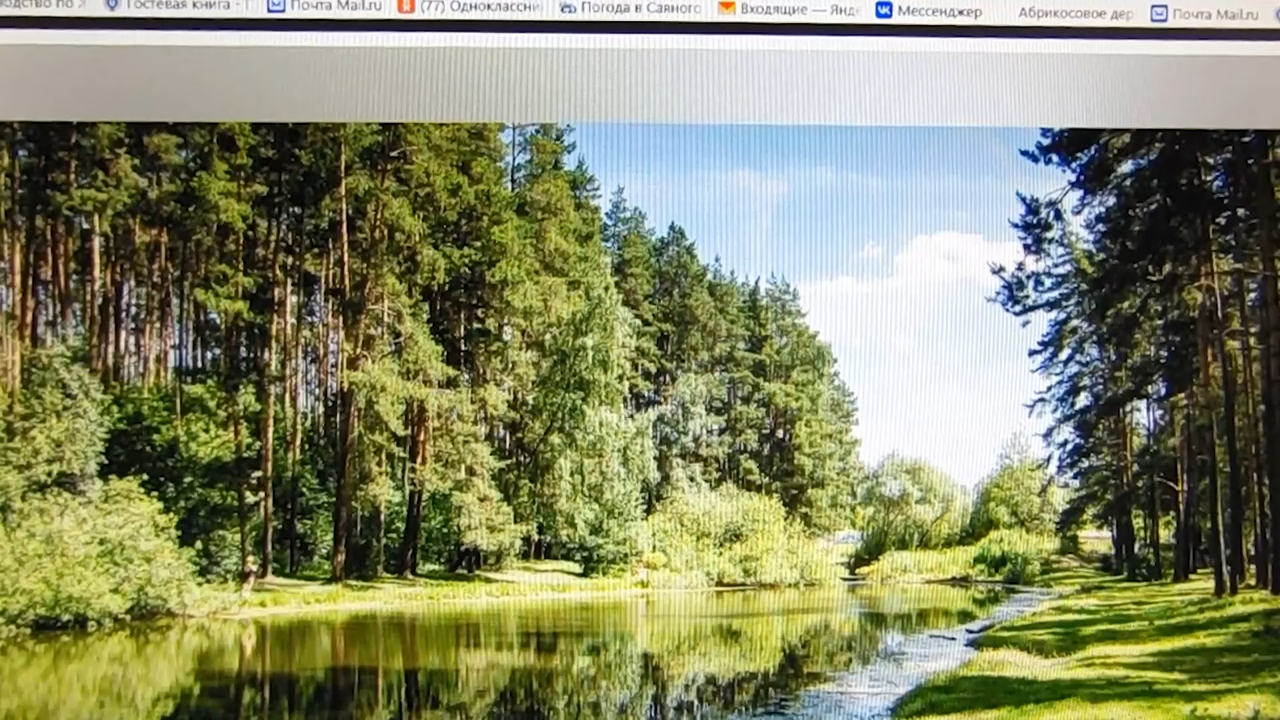 Гостевая книга - Почта Mail.ru (77) Одноклассни Погода в Саяного Входящие — Янд Мессенджер Абрикосовое дер Почта Mail.ru